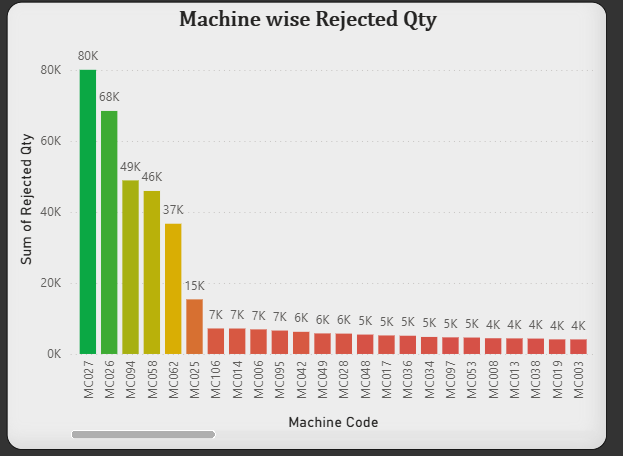 Machine wise Rejected Qty
80K
68K
49K
46K
37K
15K
7K
7K
7K
7K
6K
6K
6K
5K
5K
5K
5K
5K
5K
4K
4K
4K
4K
4K
80K
60K
40K
20K
0K
Sum of Rejected Qty
MC027
MC026
MC094
MC058
MC062
MC025
MC106
MC014
MC006
MC095
MC042
MC049
MC028
MC048
MC017
MC036
MC034
MC097
MC053
MC008
MC013
MC038
MC019
MC003
Machine Code